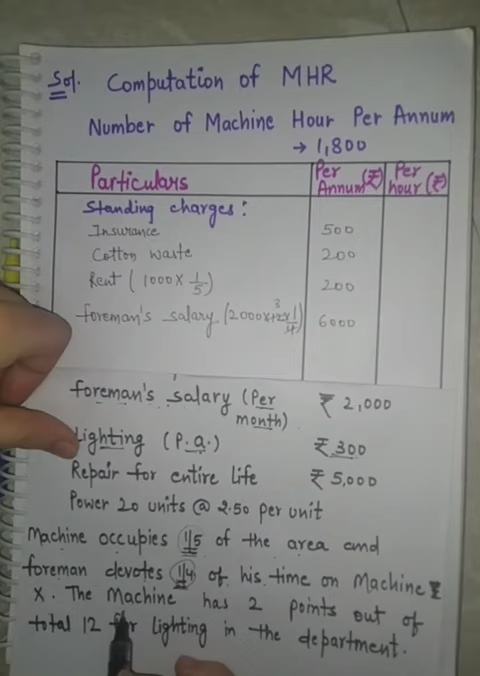 Sol. Computation of MHR
Number of Machine Hour Per Annum
→ 1,800
Particulars Per Annum (₹) Per hour (₹)
Standing charges:
Insurance 500
Cotton waste 200
Rent (1000 × 1/5) 200
foreman's salary (2000×12×1/4) 6000
foreman's salary (Per month) ₹ 2,000
Lighting (P.a.) ₹ 300
Repair for entire life ₹ 5,000
Power 20 units @ 2.50 per unit
Machine occupies 1/5 of the area and
foreman devotes 1/4 of his time on Machine
X. The Machine has 2 points out of
total 12 for lighting in the department.